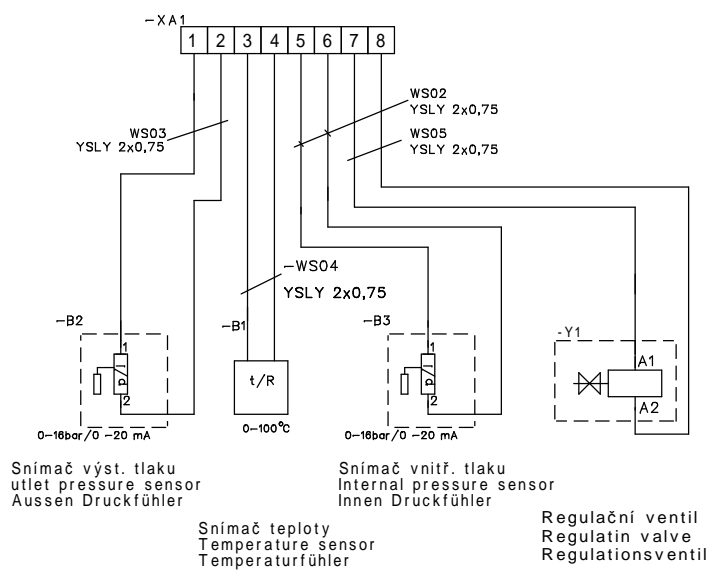 -XA1
1 2 3 4 5 6 7 8
WS02
YSLY 2x0,75
WS03
YSLY 2x0,75
WS05
YSLY 2x0,75
-WS04
YSLY 2x0,75
-B2
-B1
-B3
-Y1
1
p/I
2
t/R
1
p/I
2
A1
A2
0-16bar/0 -20 mA
0-100°C
0-16bar/0 -20 mA
Snímač výst. tlaku
utlet pressure sensor
Aussen Druckfühler
Snímač teploty
Temperature sensor
Temperaturfühler
Snímač vnitř. tlaku
Internal pressure sensor
Innen Druckfühler
Regulační ventil
Regulatin valve
Regulationsventil